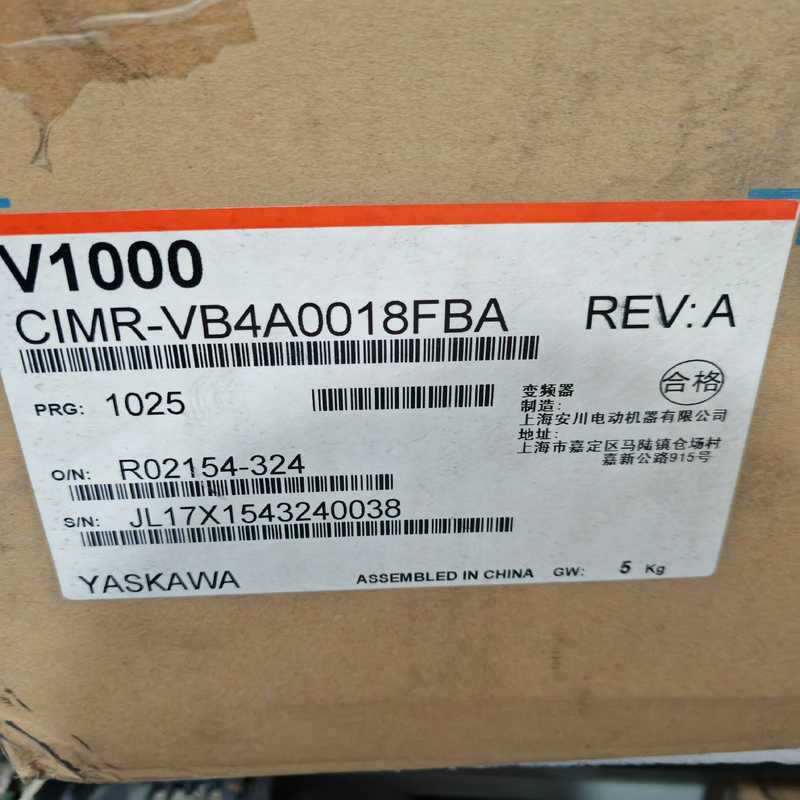 V1000
CIMR-VB4A0018FBA REV: A
PRG: 1025
变频器
合格
制造:
上海安川电动机器有限公司
地址:
上海市嘉定区马陆镇仓场村
嘉新公路915号
O/N: R02154-324
S/N: JL17X1543240038
YASKAWA ASSEMBLED IN CHINA GW: 5 Kg